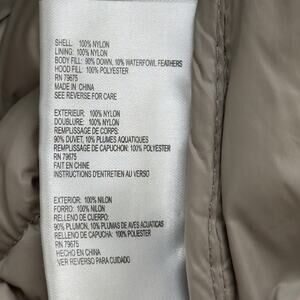 SHELL: 100% NYLON
LINING: 100% NYLON
BODY FILL: 90% DOWN, 10% WATERFOWL FEATHERS
HOOD FILL: 100% POLYESTER
RN 79675
MADE IN CHINA
SEE REVERSE FOR CARE
EXTERIEUR: 100% NYLON
DOUBLURE: 100% NYLON
REMPLISSAGE DE CORPS:
90% DUVET, 10% PLUMES AQUATIQUES
REMPLISSAGE DE CAPUCHON: 100% POLYESTER
RN 79675
FAIT EN CHINE
INSTRUCTIONS D'ENTRETIEN AU VERSO
EXTERIOR: 100% NILON
FORRO: 100% NILON
RELLENO DE CUERPO:
90% PLUMON, 10% PLUMAS DE AVES ACUATICAS
RELLENO DE CAPUCHA: 100% POLYESTER
RN 79675
HECHO EN CHINA
VER REVERSO PARA CUIDADO